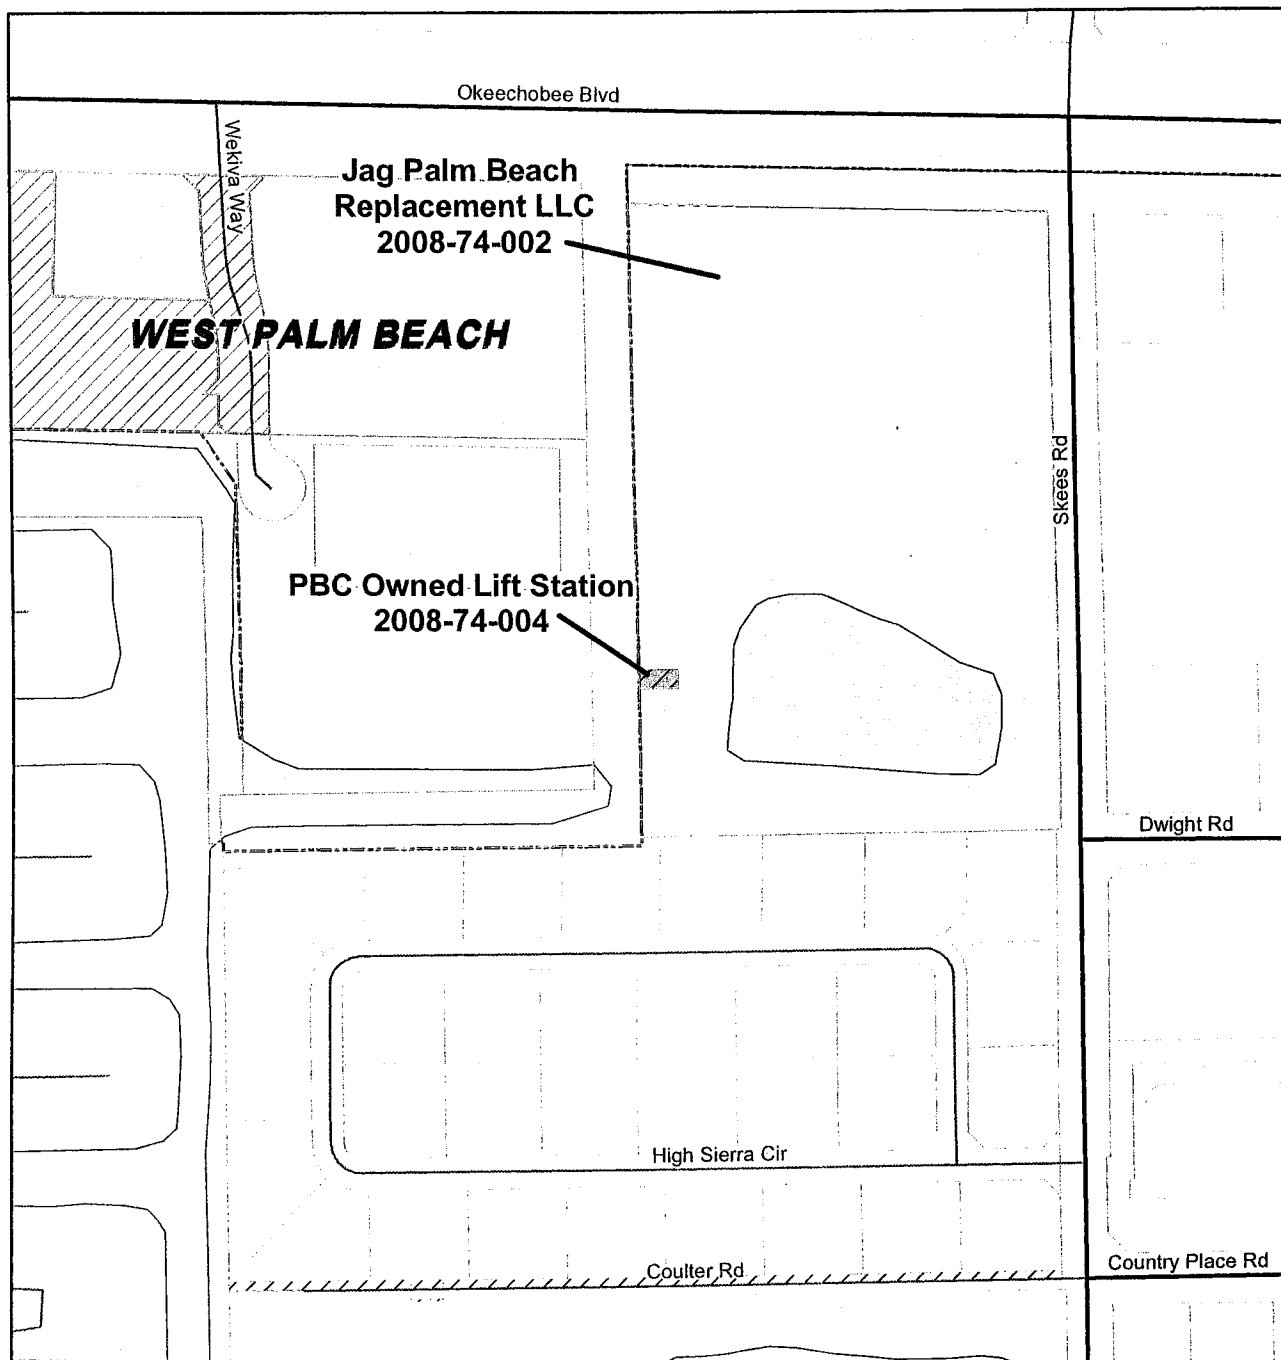 Okeechobee Blvd
Wekiva Way
Jag Palm Beach
Replacement LLC
2008-74-002
WEST PALM BEACH
Skees Rd
PBC Owned Lift Station
2008-74-004
Dwight Rd
High Sierra Cir
Country Place Rd
Coulter Rd